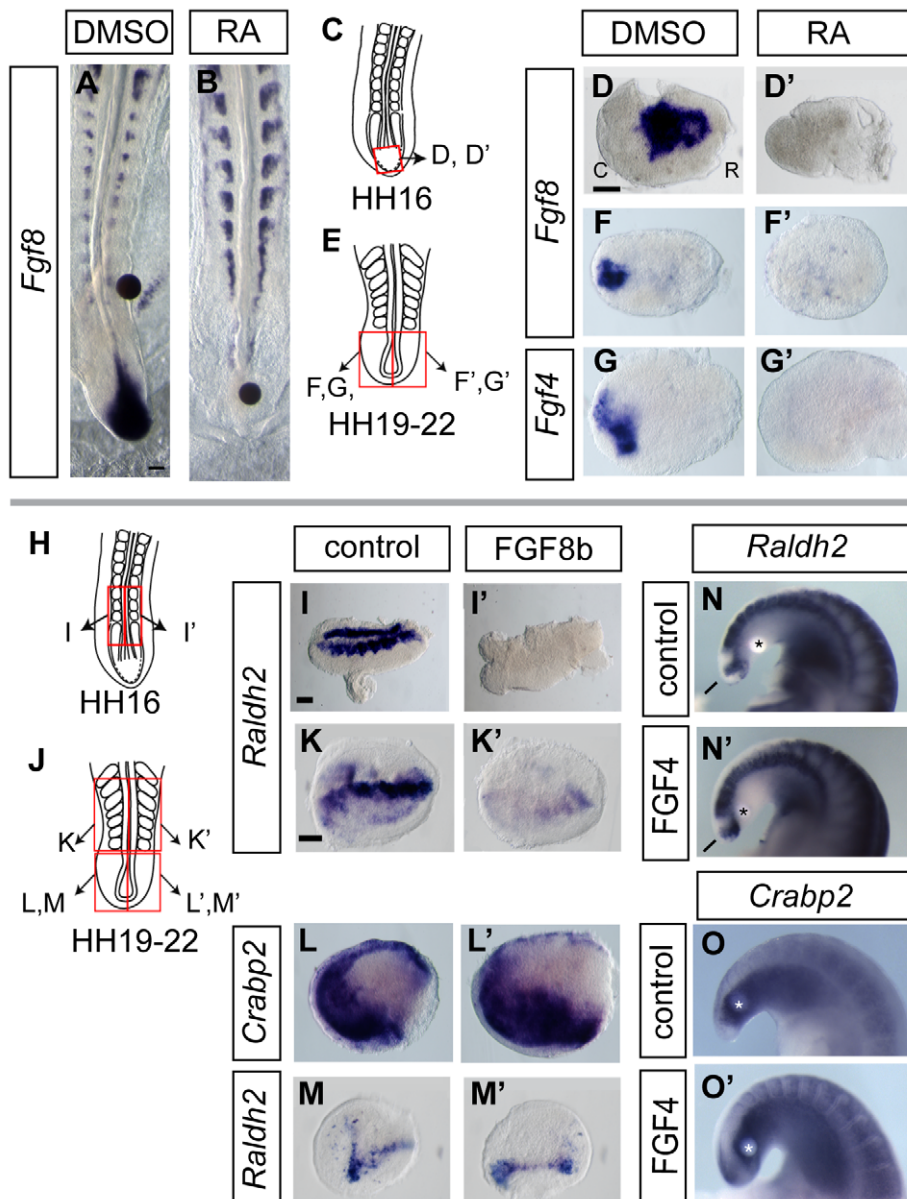 DMSO RA
A B
Fgf8
C
D, D'
HH16
E
F,G, F',G'
HH19-22
DMSO RA
Fgf8
D D'
C R
F F'
Fgf4
G G'
H
I I'
HH16
J
K K'
L,M L',M'
HH19-22
control FGF8b
Raldh2
I I'
K K'
Crabp2
L L'
Raldh2
M M'
Raldh2
control
N
*
FGF4
N'
*
Crabp2
control
O
*
FGF4
O'
*